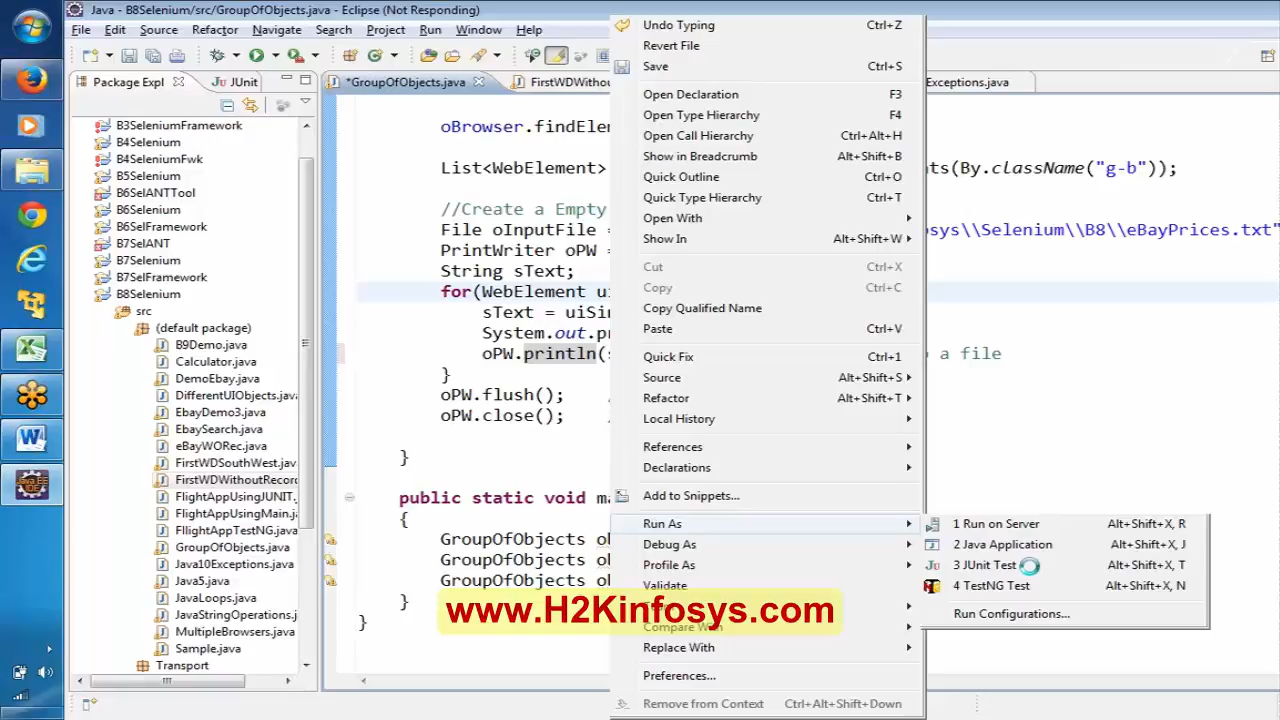 Java - B8Selenium/src/GroupOfObjects.java - Eclipse (Not Responding)
File Edit Source Refactor Navigate Search Project Run Window Help
Package Expl JUnit
*GroupOfObjects.java FirstWDWithou Exceptions.java
B3SeleniumFramework
B4Selenium
B4SeleniumFwk
B5Selenium
B6SelANTTool
B6Selenium
B7SelANT
B6SelFramework
B7Selenium
B7SelFramework
B8Selenium
src
(default package)
B9Demo.java
Calculator.java
DemoEbay.java
DifferentUIObjects.java
EbayDemo3.java
EbaySearch.java
eBayWORec.java
FirstWDSouthWest.jav
FirstWDWithoutRecor
FlightAppUsingJUNIT.
FlightAppUsingMain.j
FllightAppTestNG.java
GroupOfObjects.java
Java10Exceptions.java
Java5.java
JavaLoops.java
JavaStringOperations.j
MultipleBrowsers.java
Sample.java
Transport
oBrowser.findElem
List<WebElement> nts(By.className("g-b"));
//Create a Empty
File oInputFile = osys\\Selenium\\B8\\eBayPrices.txt"
PrintWriter oPW =
String sText;
for(WebElement ui
sText = uiSin
System.out.pr
oPW.println(s o a file
}
oPW.flush(); /
oPW.close(); /
}
public static void ma
{
GroupOfObjects ob
GroupOfObjects ob
GroupOfObjects ob
}
}
Undo Typing Ctrl+Z
Revert File
Save Ctrl+S
Open Declaration F3
Open Type Hierarchy F4
Open Call Hierarchy Ctrl+Alt+H
Show in Breadcrumb Alt+Shift+B
Quick Outline Ctrl+O
Quick Type Hierarchy Ctrl+T
Open With
Show In Alt+Shift+W
Cut Ctrl+X
Copy Ctrl+C
Copy Qualified Name
Paste Ctrl+V
Quick Fix Ctrl+1
Source Alt+Shift+S
Refactor Alt+Shift+T
Local History
References
Declarations
Add to Snippets...
Run As
Debug As
Profile As
Validate
Compare With
Replace With
Preferences...
Remove from Context Ctrl+Alt+Shift+Down
1 Run on Server Alt+Shift+X, R
2 Java Application Alt+Shift+X, J
3 JUnit Test Alt+Shift+X, T
4 TestNG Test Alt+Shift+X, N
Run Configurations...
www.H2Kinfosys.com